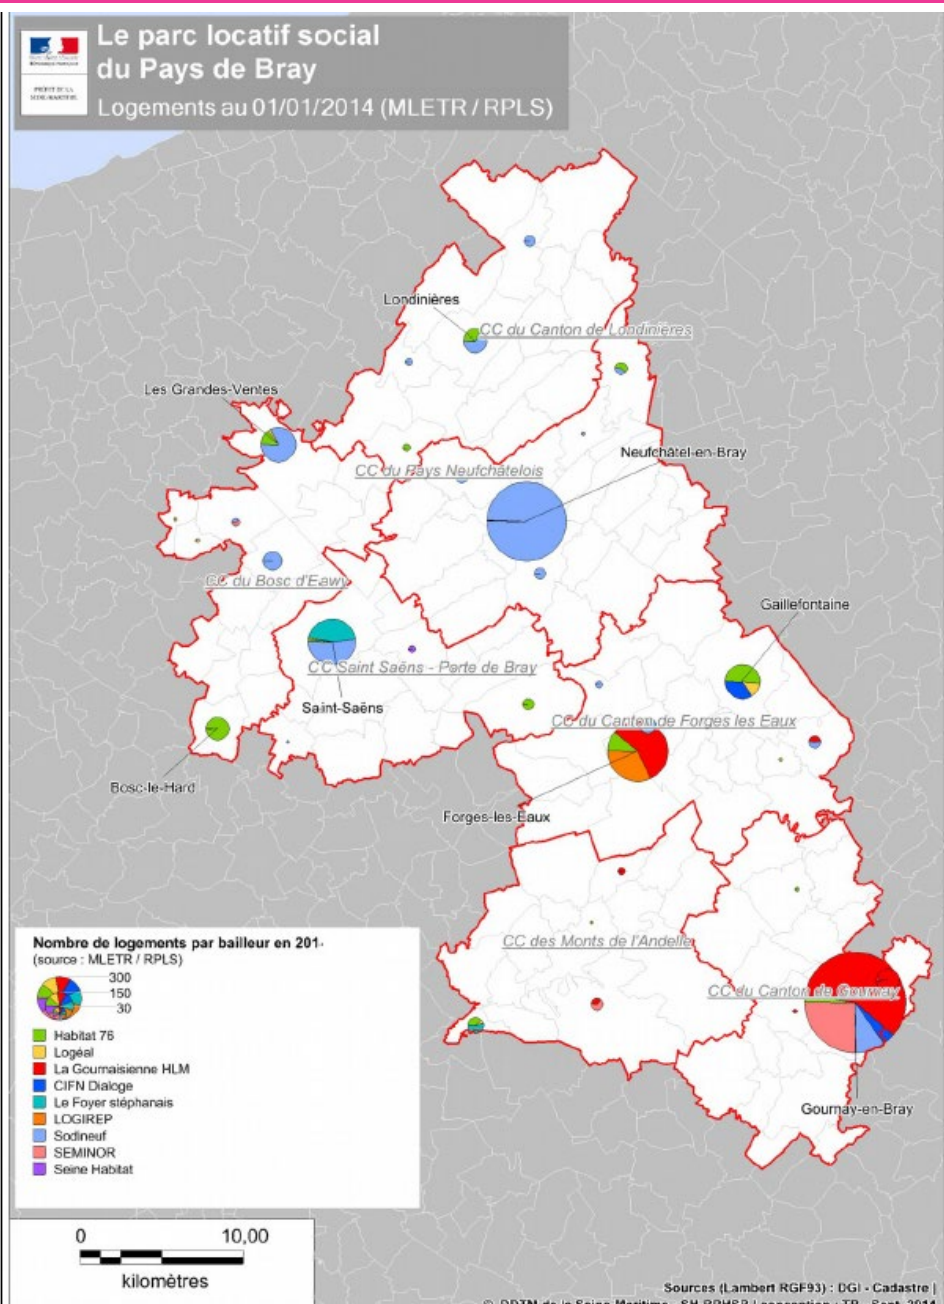 Le parc locatif social
du Pays de Bray
Logements au 01/01/2014 (MLETR / RPLS)
Londinières
CC du Canton de Londinières
Les Grandes-Ventes
Neufchâtel-en-Bray
CC du Pays Neufchâtelois
CC du Bosc d'Eawy
Gaillefontaine
CC Saint Saëns - Porte de Bray
Saint-Saëns
CC du Canton de Forges les Eaux
Bosc-le-Hard
Forges-les-Eaux
CC des Monts de l'Andelle
CC du Canton de Gournay
Gournay-en-Bray
Nombre de logements par bailleur en 201
(source : MLETR / RPLS)
300
150
30
Habitat 76
Logéal
La Gournaisienne HLM
CIFN Dialoge
Le Foyer stéphanais
LOGIREP
Sodineuf
SEMINOR
Seine Habitat
0 10,00
kilomètres
Sources (Lambert RGF93) : DGI - Cadastre |